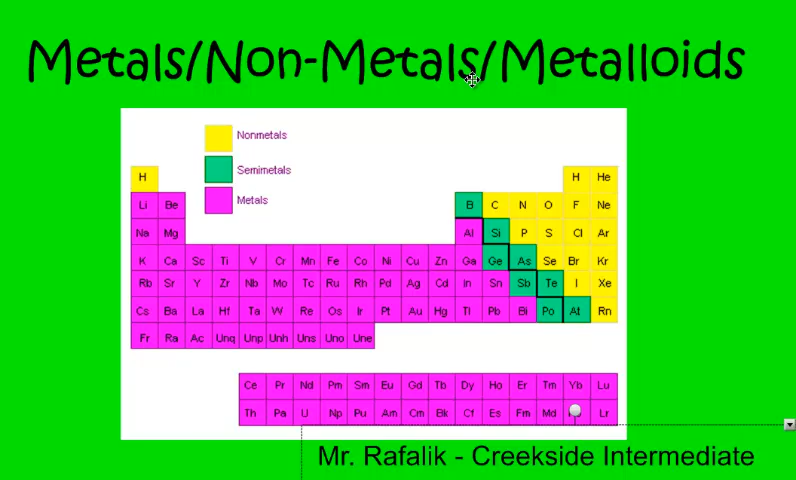 Metals/Non-Metals/Metalloids
Nonmetals
Semimetals
Metals
H H He
Li Be B C N O F Ne
Na Mg Al Si P S Cl Ar
K Ca Sc Ti V Cr Mn Fe Co Ni Cu Zn Ga Ge As Se Br Kr
Rb Sr Y Zr Nb Mo Tc Ru Rh Pd Ag Cd In Sn Sb Te I Xe
Cs Ba La Hf Ta W Re Os Ir Pt Au Hg Tl Pb Bi Po At Rn
Fr Ra Ac Unq Unp Unh Uns Uno Une
Ce Pr Nd Pm Sm Eu Gd Tb Dy Ho Er Tm Yb Lu
Th Pa U Np Pu Am Cm Bk Cf Es Fm Md Lr
Mr. Rafalik - Creekside Intermediate